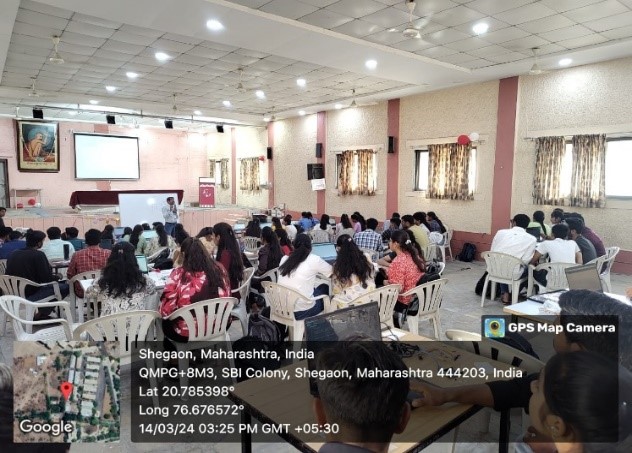 GPS Map Camera
Shegaon, Maharashtra, India
QMPG+8M3, SBI Colony, Shegaon, Maharashtra 444203, India
Lat 20.785398°
Long 76.676572°
14/03/24 03:25 PM GMT +05:30
Google